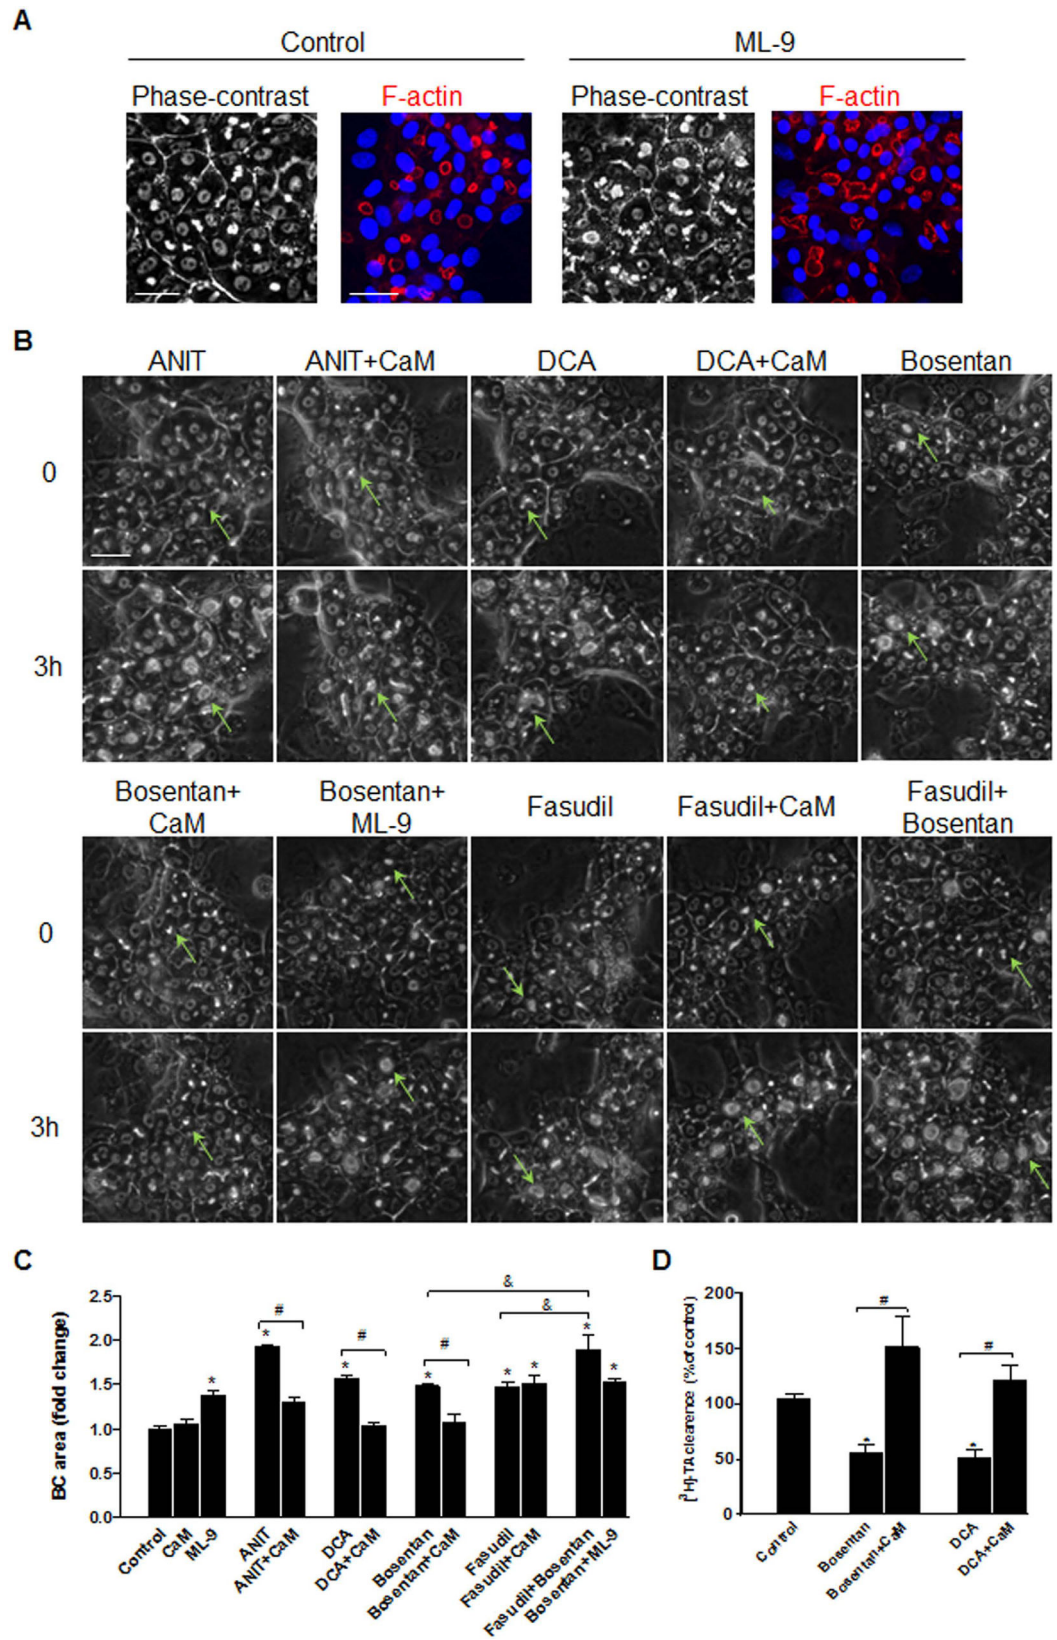 A
Control
ML-9
Phase-contrast
F-actin
Phase-contrast
F-actin
B
ANIT
ANIT+CaM
DCA
DCA+CaM
Bosentan
0
3h
Bosentan+
CaM
Bosentan+
ML-9
Fasudil
Fasudil+CaM
Fasudil+
Bosentan
0
3h
C
BC area (fold change)
2.5
2.0
1.5
1.0
0.5
0.0
*
*
#
*
#
*
#
*
*
&
&
*
*
Control
CaM
ML-9
ANIT
ANIT+CaM
DCA
DCA+CaM
Bosentan
Bosentan+CaM
Fasudil
Fasudil+CaM
Fasudil+Bosentan
Bosentan+ML-9
D
[³H]-TA clearence (% of control)
200
150
100
50
0
*
#
*
#
Control
Bosentan
Bosentan+CaM
DCA
DCA+CaM